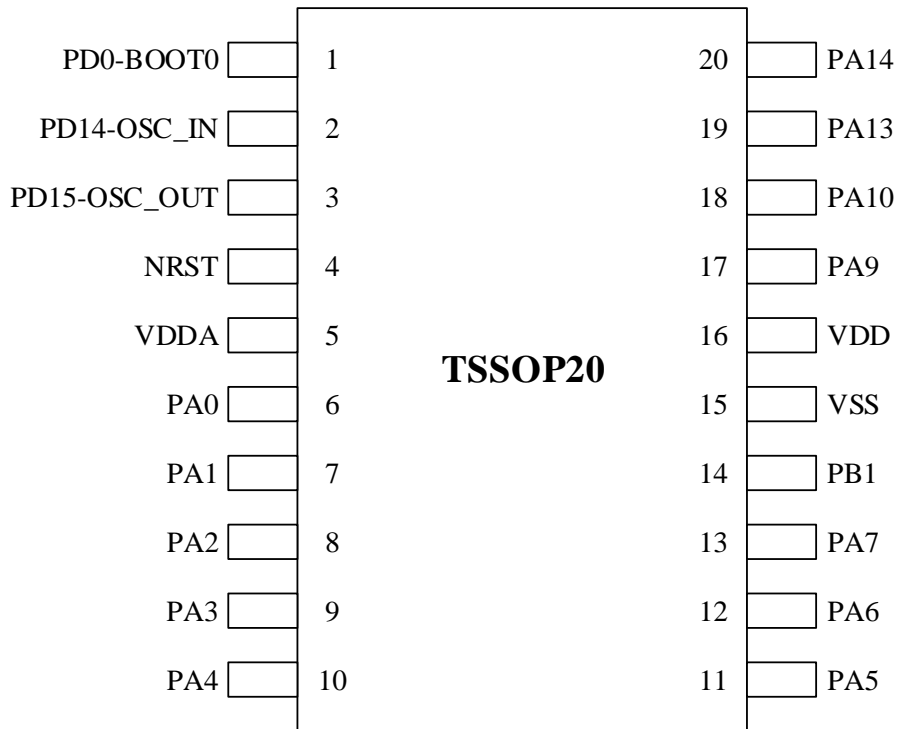 PD0-BOOT0 1 20 PA14
PD14-OSC_IN 2 19 PA13
PD15-OSC_OUT 3 18 PA10
NRST 4 17 PA9
VDDA 5 16 VDD
TSSOP20
PA0 6 15 VSS
PA1 7 14 PB1
PA2 8 13 PA7
PA3 9 12 PA6
PA4 10 11 PA5